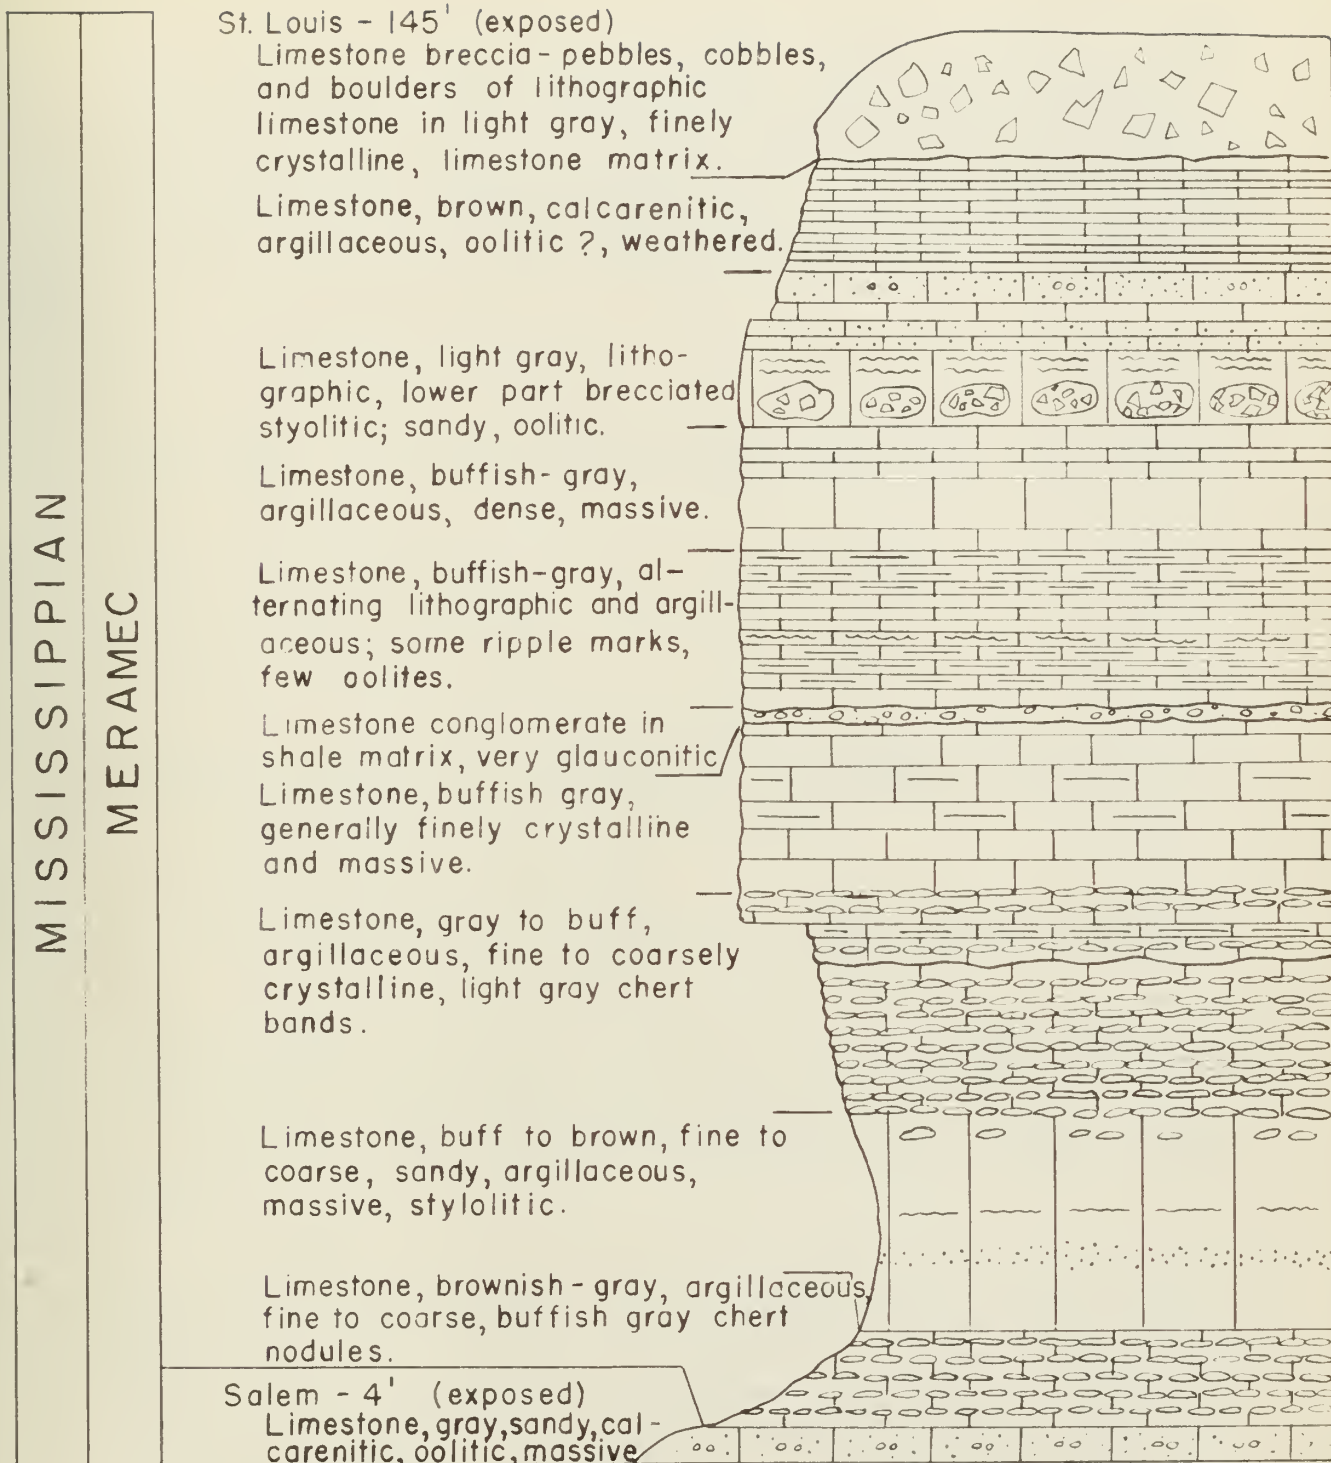 MISSISSIPPIAN
MERAMEC
St. Louis - 145' (exposed)
Limestone breccia - pebbles, cobbles,
and boulders of lithographic
limestone in light gray, finely
crystalline, limestone matrix.
Limestone, brown, calcarenitic,
argillaceous, oolitic ?, weathered.
Limestone, light gray, litho-
graphic, lower part brecciated
styolitic; sandy, oolitic.
Limestone, buffish- gray,
argillaceous, dense, massive.
Limestone, buffish-gray, al-
ternating lithographic and argill-
aceous; some ripple marks,
few oolites.
Limestone conglomerate in
shale matrix, very glauconitic
Limestone, buffish gray,
generally finely crystalline
and massive.
Limestone, gray to buff,
argillaceous, fine to coarsely
crystalline, light gray chert
bands.
Limestone, buff to brown, fine to
coarse, sandy, argillaceous,
massive, stylolitic.
Limestone, brownish - gray, argillaceous,
fine to coarse, buffish gray chert
nodules.
Salem - 4' (exposed)
Limestone, gray, sandy, cal-
carenitic, oolitic, massive